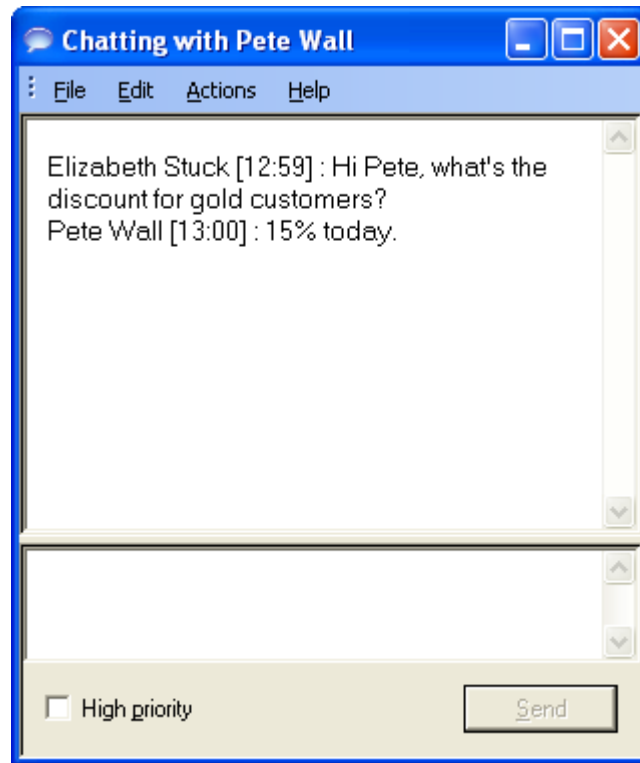 Chatting with Pete Wall
File Edit Actions Help
Elizabeth Stuck [12:59] : Hi Pete, what's the
discount for gold customers?
Pete Wall [13:00] : 15% today.
High priority
Send